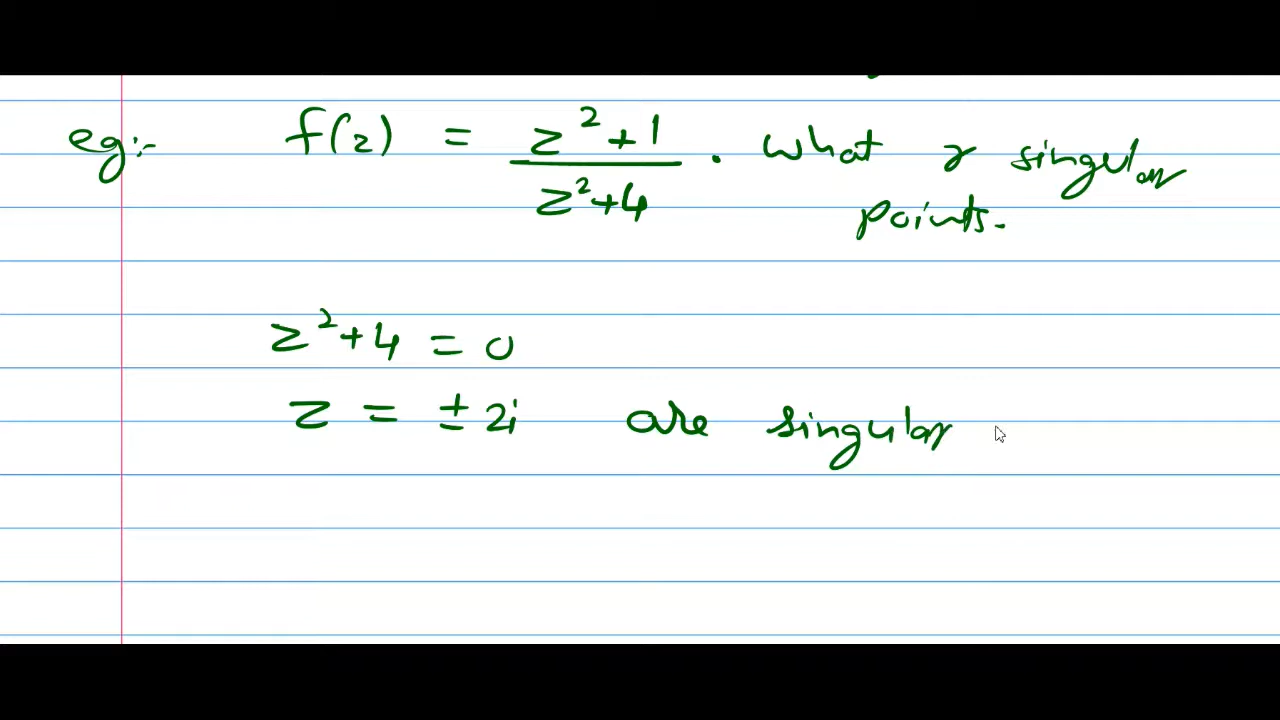 eg:- f(z) = z²+1 / z²+4 . What r singular
points.
z²+4 = 0
z = ± 2i are singular